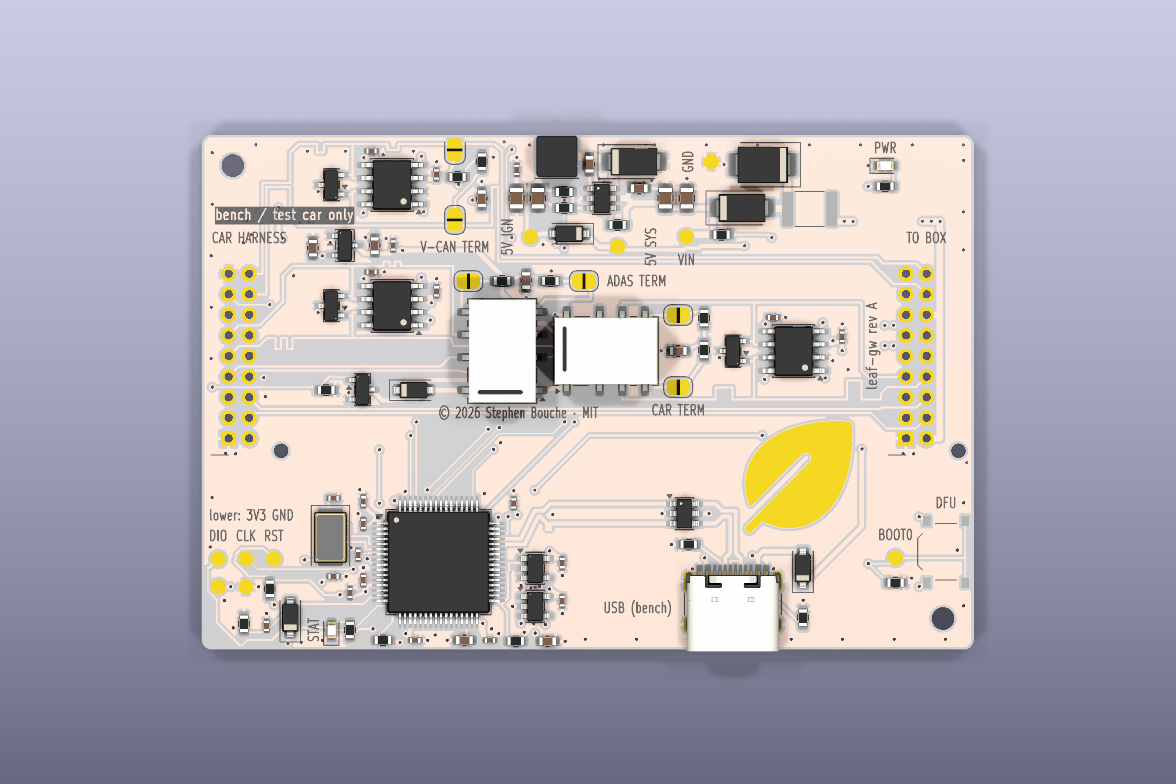 PWR
GND
bench / test car only
CAR HARNESS
V-CAN TERM
5V IGN
5V SYS
VIN
TO BOX
ADAS TERM
leaf-gw rev A
CAR TERM
© 2026 Stephen Bouche · MIT
lower: 3V3 GND
DIO CLK RST
DFU
BOOT0
USB (bench)
STAT